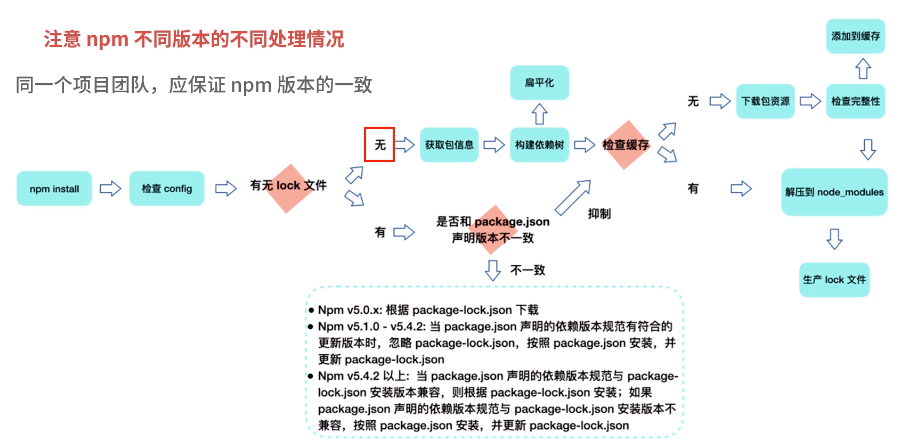 注意 npm 不同版本的不同处理情况
同一个项目团队，应保证 npm 版本的一致
npm install
检查 config
有无 lock 文件
无
获取包信息
构建依赖树
扁平化
检查缓存
无
下载包资源
检查完整性
添加到缓存
有
解压到 node_modules
生产 lock 文件
有
是否和 package.json
声明版本不一致
抑制
不一致
● Npm v5.0.x: 根据 package-lock.json 下载
● Npm v5.1.0 - v5.4.2: 当 package.json 声明的依赖版本规范有符合的
更新版本时，忽略 package-lock.json，按照 package.json 安装，并
更新 package-lock.json
● Npm v5.4.2 以上: 当 package.json 声明的依赖版本规范与 package-
lock.json 安装版本兼容，则根据 package-lock.json 安装；如果
package.json 声明的依赖版本规范与 package-lock.json 安装版本不
兼容，按照 package.json 安装，并更新 package-lock.json